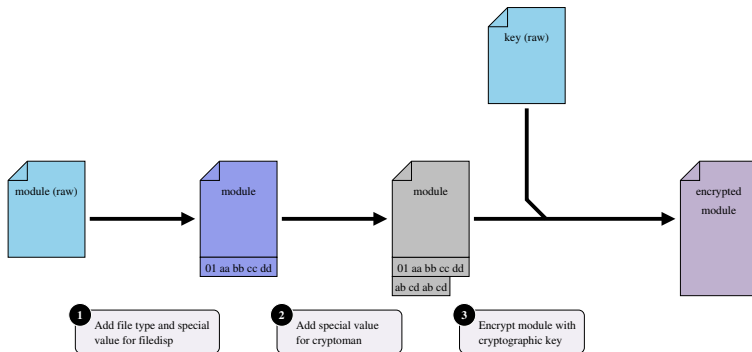 key (raw)
module (raw)
module
module
encrypted
module
01 aa bb cc dd
01 aa bb cc dd
ab cd ab cd
1
Add file type and special
value for filedisp
2
Add special value
for cryptoman
3
Encrypt module with
cryptographic key